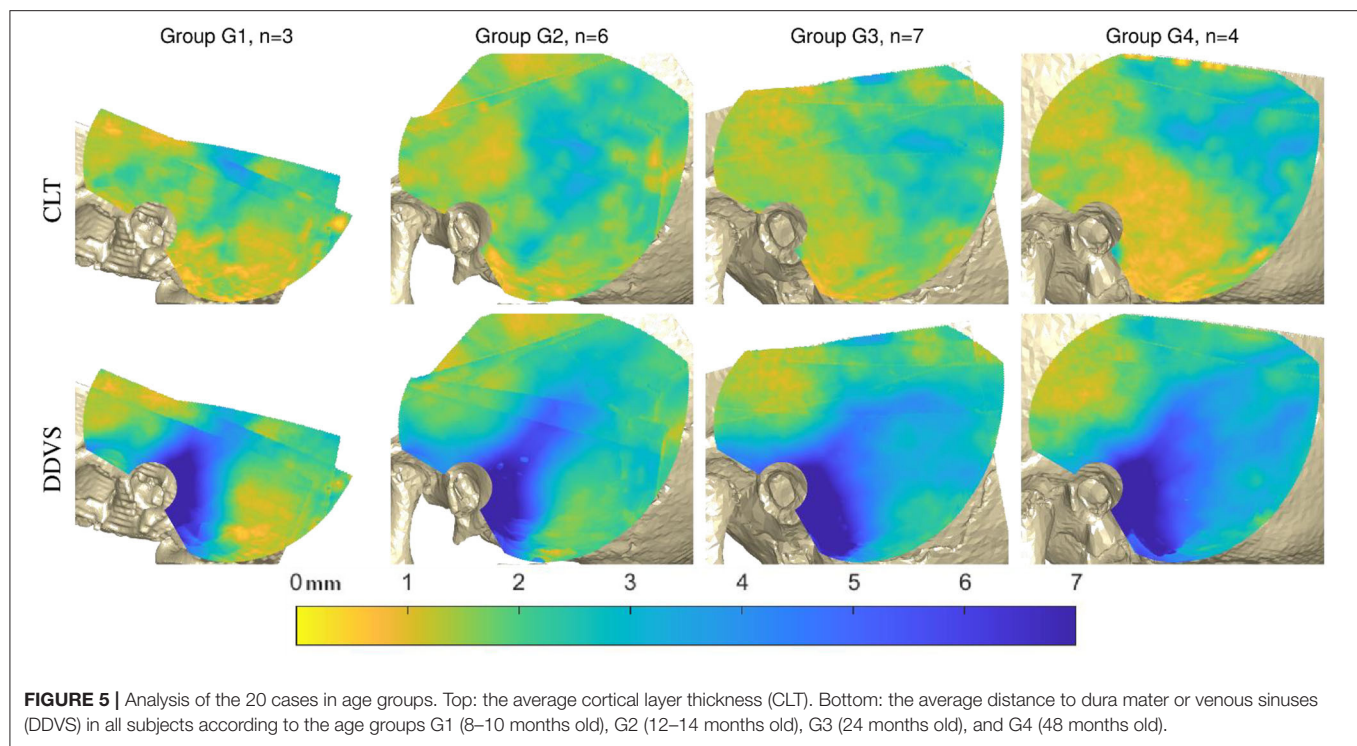 Group G1, n=3 Group G2, n=6 Group G3, n=7 Group G4, n=4
CLT
DDVS
0 mm 1 2 3 4 5 6 7
FIGURE 5 | Analysis of the 20 cases in age groups. Top: the average cortical layer thickness (CLT). Bottom: the average distance to dura mater or venous sinuses
(DDVS) in all subjects according to the age groups G1 (8–10 months old), G2 (12–14 months old), G3 (24 months old), and G4 (48 months old).